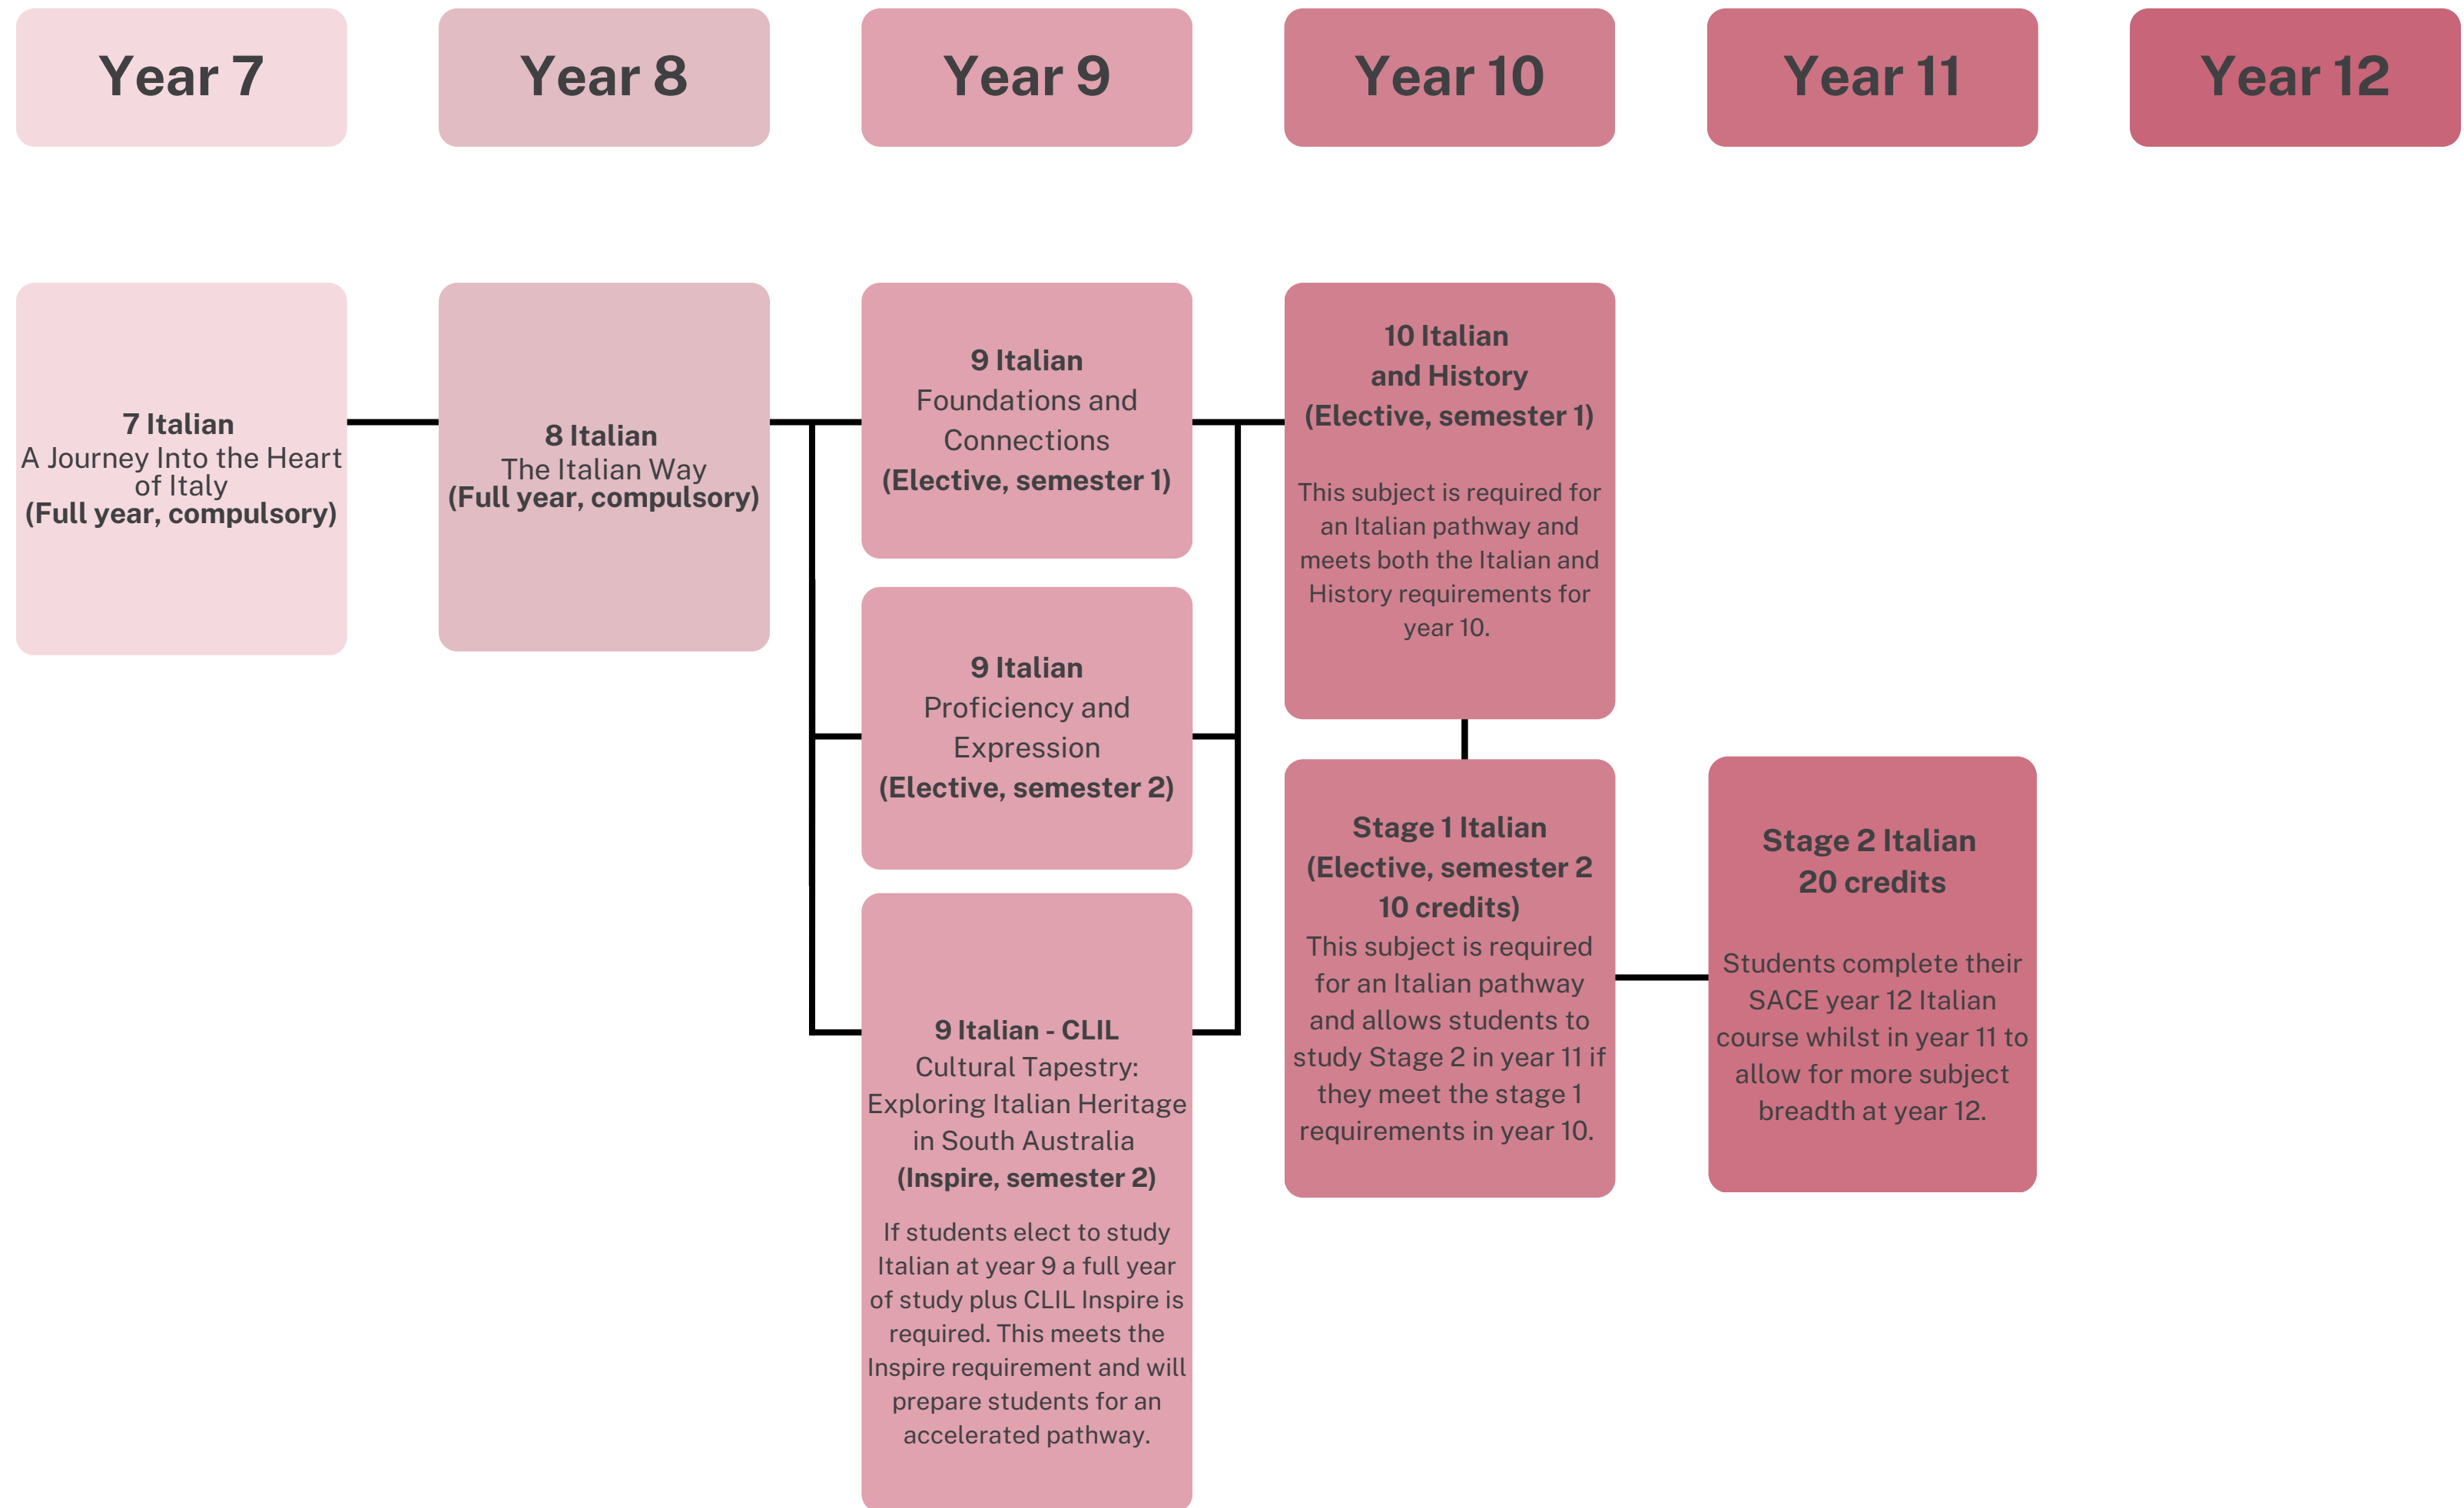 Year 7
Year 8
Year 9
Year 10
Year 11
Year 12
7 Italian
A Journey Into the Heart
of Italy
(Full year, compulsory)
8 Italian
The Italian Way
(Full year, compulsory)
9 Italian
Foundations and
Connections
(Elective, semester 1)
9 Italian
Proficiency and
Expression
(Elective, semester 2)
9 Italian - CLIL
Cultural Tapestry:
Exploring Italian Heritage
in South Australia
(Inspire, semester 2)
If students elect to study
Italian at year 9 a full year
of study plus CLIL Inspire is
required. This meets the
Inspire requirement and will
prepare students for an
accelerated pathway.
10 Italian
and History
(Elective, semester 1)
This subject is required for
an Italian pathway and
meets both the Italian and
History requirements for
year 10.
Stage 1 Italian
(Elective, semester 2
10 credits)
This subject is required
for an Italian pathway
and allows students to
study Stage 2 in year 11 if
they meet the stage 1
requirements in year 10.
Stage 2 Italian
20 credits
Students complete their
SACE year 12 Italian
course whilst in year 11 to
allow for more subject
breadth at year 12.